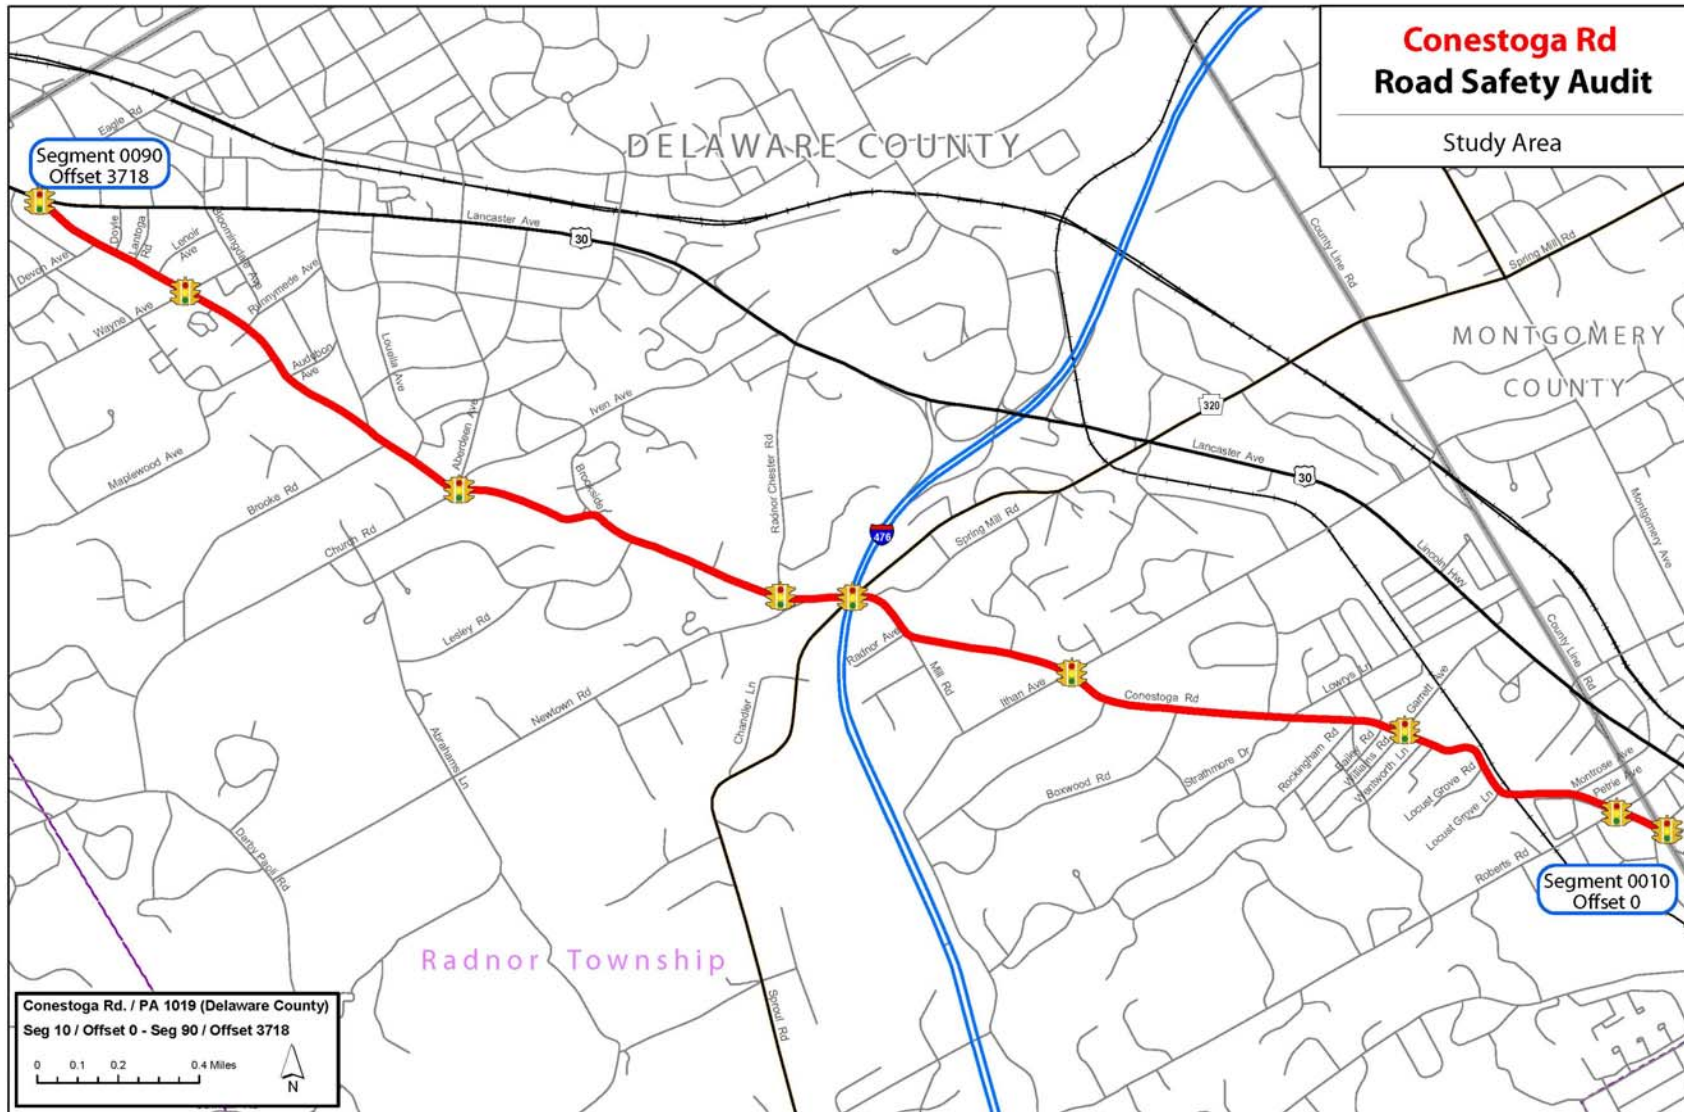 Conestoga Rd
Road Safety Audit
Study Area
DELAWARE COUNTY
Eagle Rd
Segment 0090
Offset 3718
Lancaster Ave
30
Doyle
Lantoga
Rd
Lenoir
Ave
Bloomingdale Ave
Runnymede Ave
Devon Ave
Wayne Ave
Audubon
Ave
Louella Ave
Aberdeen Ave
Iven Ave
Brookside
Radnor Chester Rd
Maplewood Ave
Brooke Rd
Church Rd
Lesley Rd
Newtown Rd
Abrahams Ln
Darby Paoli Rd
Chandler Ln
476
Spring Mill Rd
320
Spring Mill Rd
County Line Rd
MONTGOMERY
COUNTY
Lancaster Ave
30
Montgomery Ave
Lincoln Hwy
County Line Rd
Radnor Ave
Mill Rd
Ithan Ave
Conestoga Rd
Lowrys Ln
Garrett Ave
Boxwood Rd
Strathmore Dr
Rockingham Rd
Williams Rd
Wentworth Ln
Locust Grove Rd
Locust Grove Ln
Montrose Ave
Petrie Ave
Roberts Rd
Segment 0010
Offset 0
Radnor Township
Sproul Rd
Conestoga Rd. / PA 1019 (Delaware County)
Seg 10 / Offset 0 - Seg 90 / Offset 3718
0 0.1 0.2 0.4 Miles
N